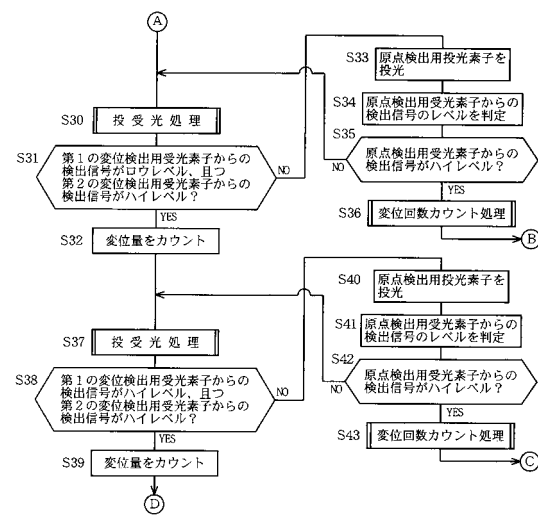 A
S30
投受光処理
S31
第1の変位検出用受光素子からの
検出信号がロウレベル、且つ
第2の変位検出用受光素子からの
検出信号がハイレベル?
NO
YES
S32
変位量をカウント
S33
原点検出用投光素子を
投光
S34
原点検出用受光素子からの
検出信号のレベルを判定
S35
原点検出用受光素子からの
検出信号がハイレベル?
NO
YES
S36
変位回数カウント処理
B
S37
投受光処理
S38
第1の変位検出用受光素子からの
検出信号がハイレベル、且つ
第2の変位検出用受光素子からの
検出信号がハイレベル?
NO
YES
S39
変位量をカウント
D
S40
原点検出用投光素子を
投光
S41
原点検出用受光素子からの
検出信号のレベルを判定
S42
原点検出用受光素子からの
検出信号がハイレベル?
NO
YES
S43
変位回数カウント処理
C